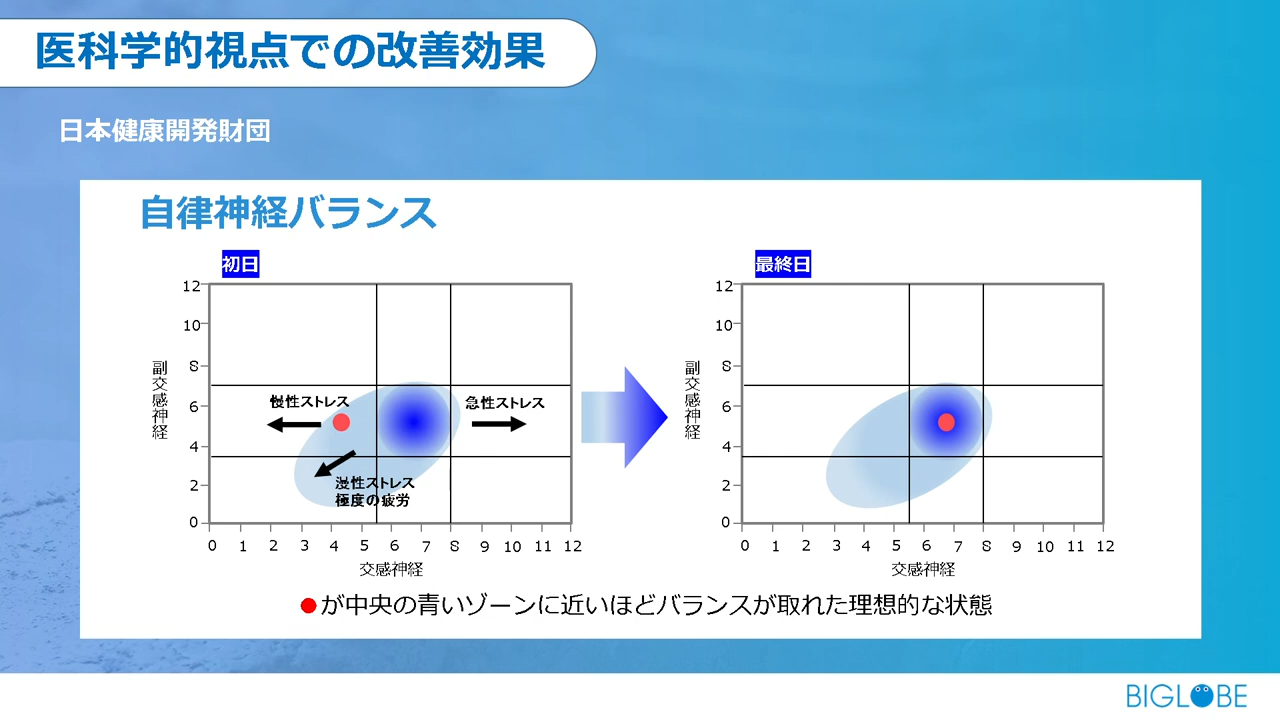 医科学的視点での改善効果
日本健康開発財団
自律神経バランス
初日
12
10
8
6
4
2
0
副交感神経
慢性ストレス
急性ストレス
慢性ストレス
極度の疲労
0 1 2 3 4 5 6 7 8 9 10 11 12
交感神経
最終日
12
10
8
6
4
2
0
副交感神経
0 1 2 3 4 5 6 7 8 9 10 11 12
交感神経
●が中央の青いゾーンに近いほどバランスが取れた理想的な状態
BIGLOBE